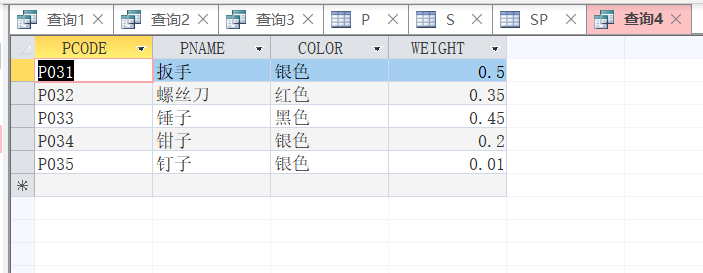 查询1 查询2 查询3 P S SP 查询4
PCODE PNAME COLOR WEIGHT
P031 扳手 银色 0.5
P032 螺丝刀 红色 0.35
P033 锤子 黑色 0.45
P034 钳子 银色 0.2
P035 钉子 银色 0.01